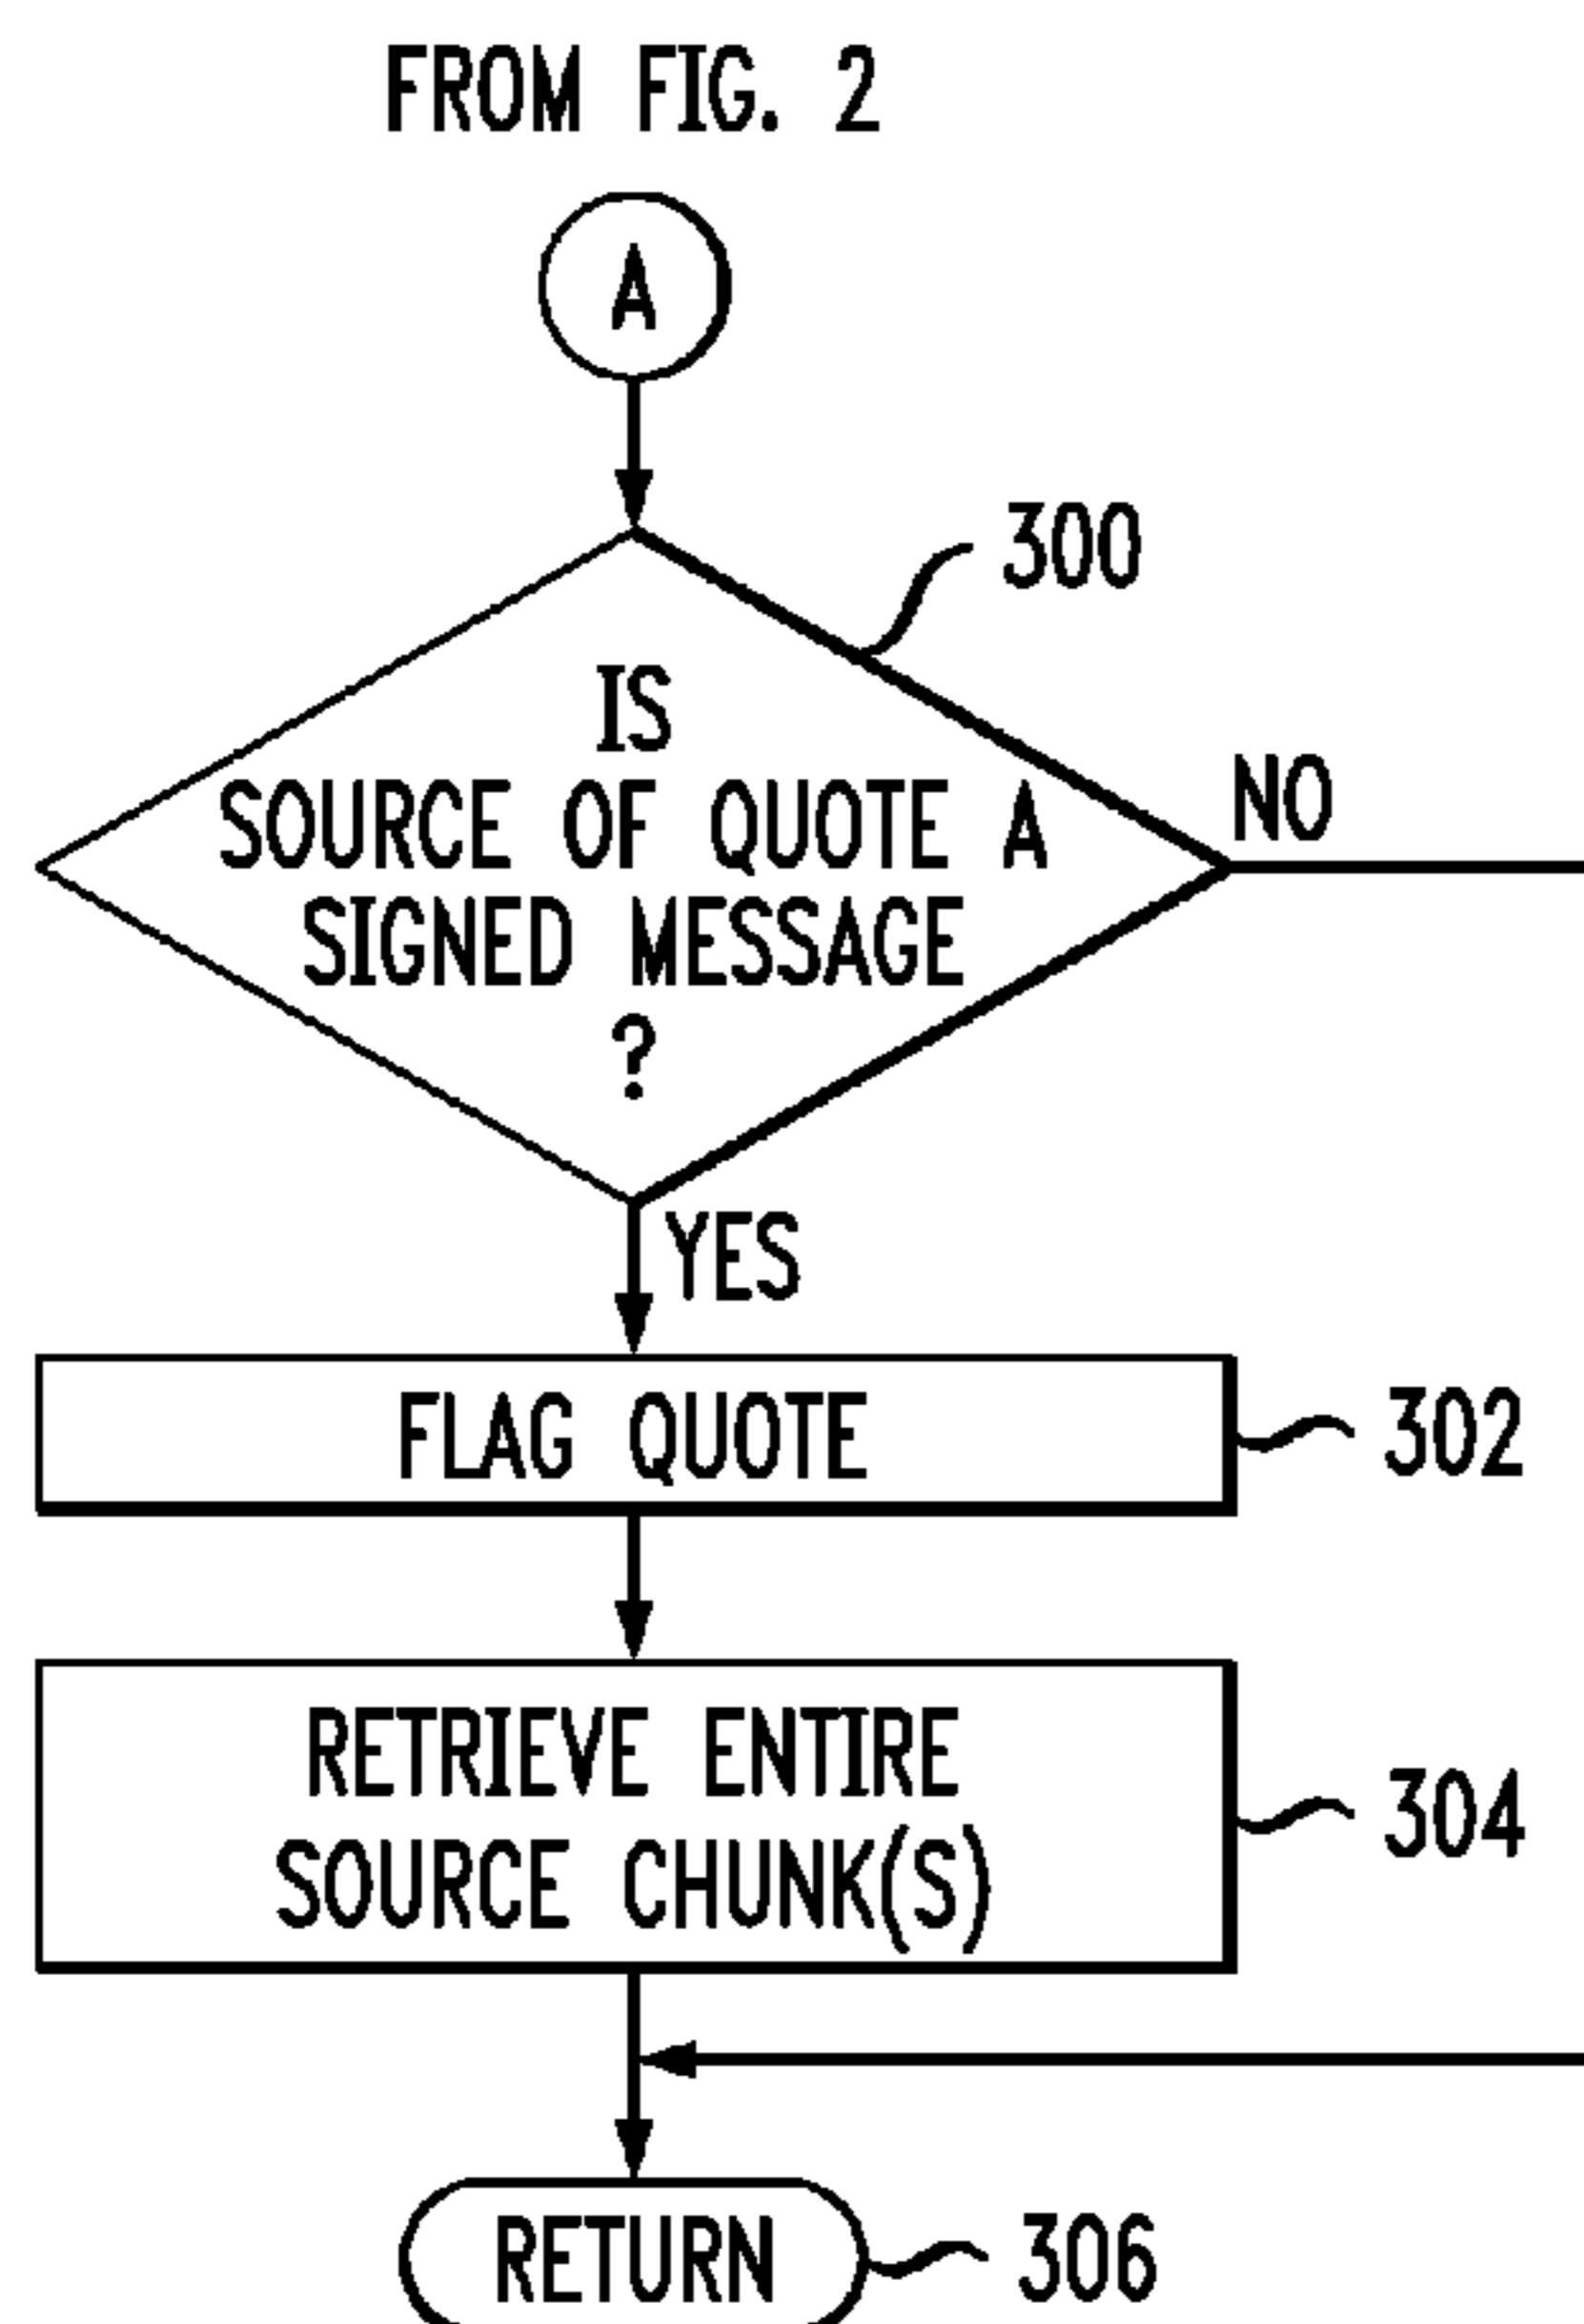 FROM FIG. 2
A
300
IS
SOURCE OF QUOTE A
SIGNED MESSAGE
?
NO
YES
FLAG QUOTE
302
RETRIEVE ENTIRE
SOURCE CHUNK(S)
304
RETURN
306